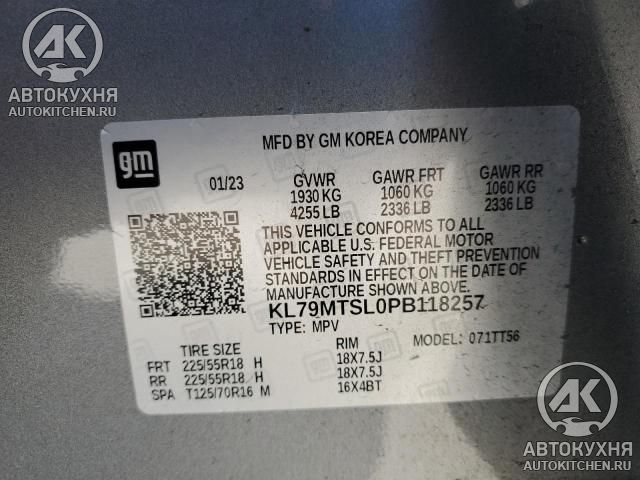 AK
АВТОКУХНЯ
AUTOKITCHEN.RU
gm
MFD BY GM KOREA COMPANY
01/23 GVWR GAWR FRT GAWR RR
1930 KG 1060 KG 1060 KG
4255 LB 2336 LB 2336 LB
THIS VEHICLE CONFORMS TO ALL
APPLICABLE U.S. FEDERAL MOTOR
VEHICLE SAFETY AND THEFT PREVENTION
STANDARDS IN EFFECT ON THE DATE OF
MANUFACTURE SHOWN ABOVE.
KL79MTSL0PB118257
TYPE: MPV MODEL: 071TT56
TIRE SIZE RIM
FRT 225/55R18 H 18X7.5J
RR 225/55R18 H 18X7.5J
SPA T125/70R16 M 16X4BT
AK
АВТОКУХНЯ
AUTOKITCHEN.RU